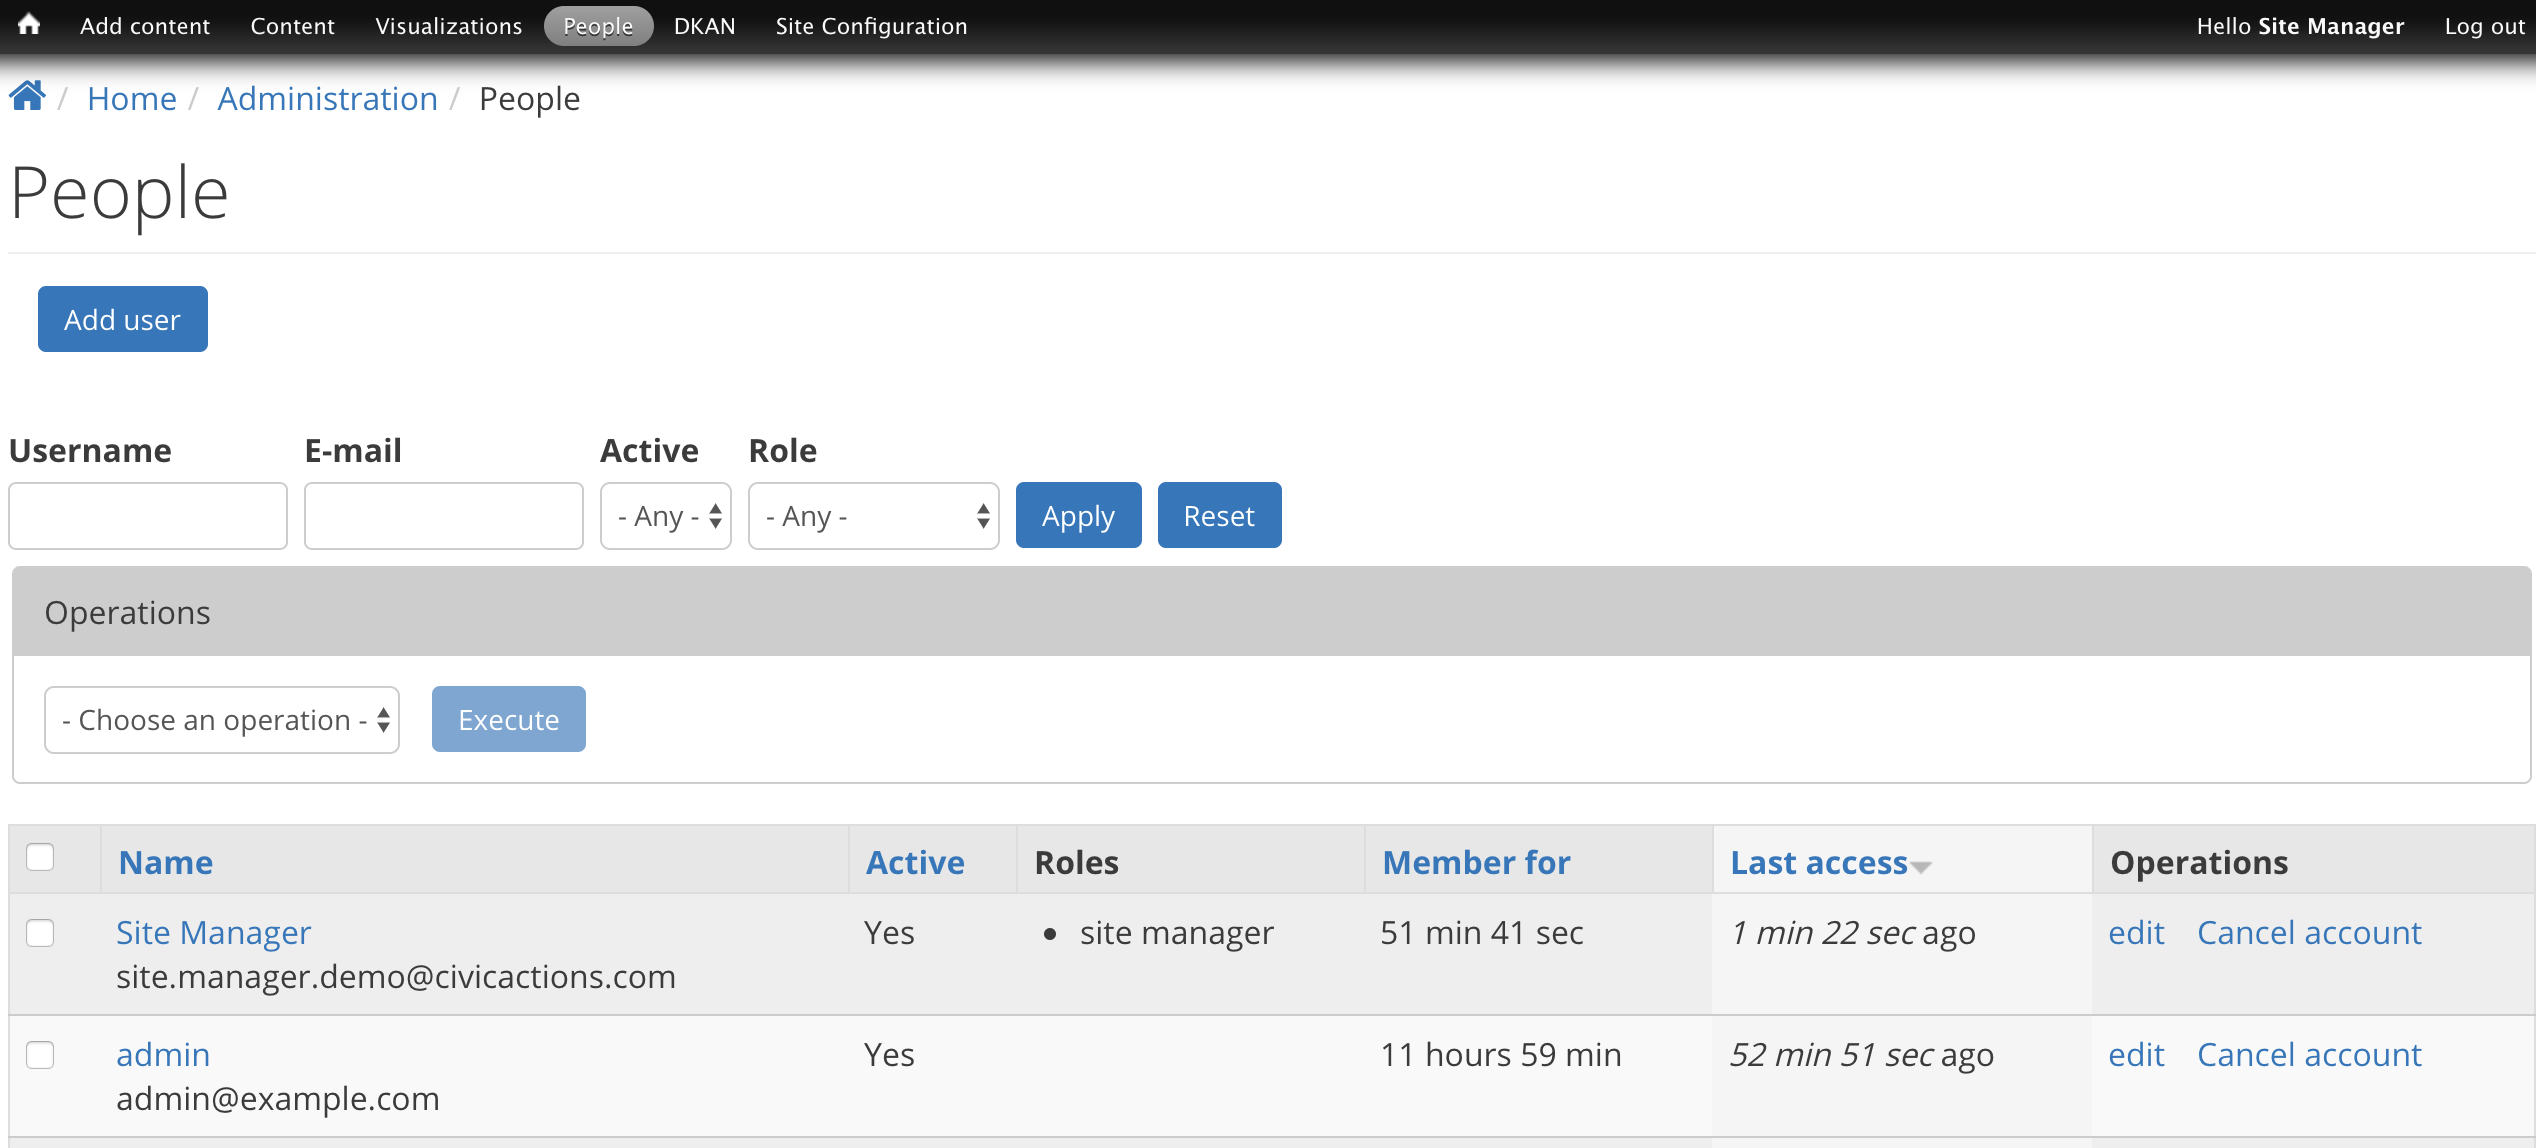 Add content Content Visualizations People DKAN Site Configuration Hello Site Manager Log out
/ Home / Administration / People
People
Add user
Username E-mail Active Role
- Any - - Any - Apply Reset
Operations
- Choose an operation - Execute
Name Active Roles Member for Last access Operations
Site Manager Yes • site manager 51 min 41 sec 1 min 22 sec ago edit Cancel account
site.manager.demo@civicactions.com
admin Yes 11 hours 59 min 52 min 51 sec ago edit Cancel account
admin@example.com